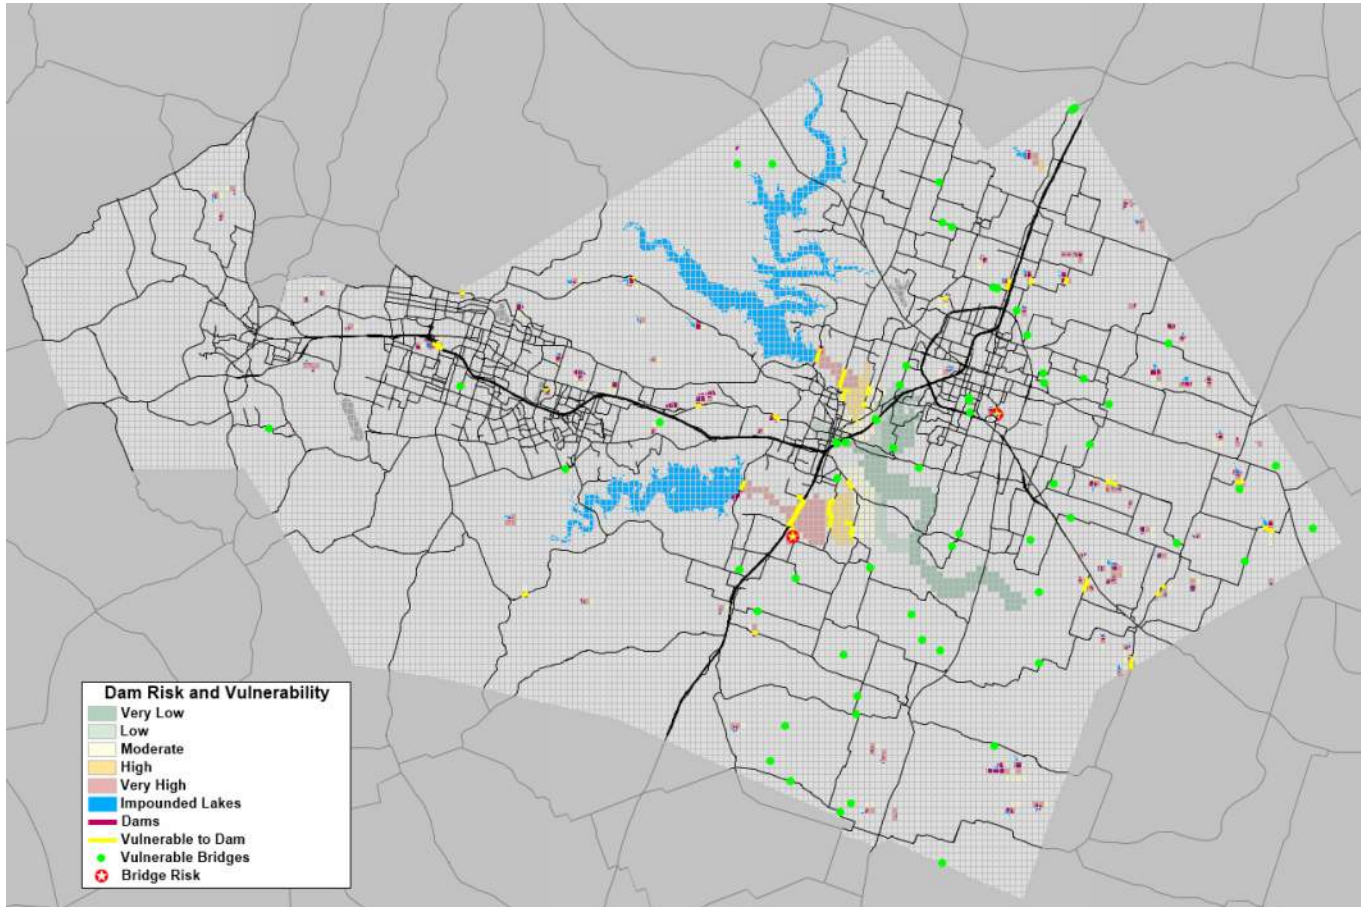 Dam Risk and Vulnerability
Very Low
Low
Moderate
High
Very High
Impounded Lakes
Dams
Vulnerable to Dam
Vulnerable Bridges
Bridge Risk